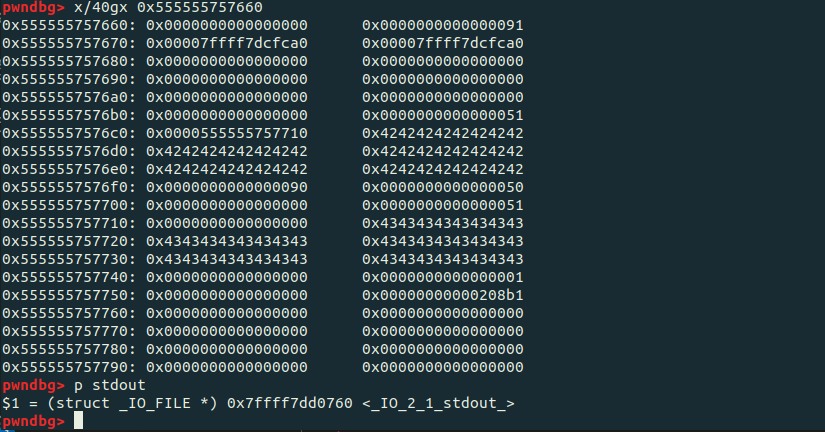 pwndbg> x/40gx 0x555555757660
0x555555757660: 0x0000000000000000 0x0000000000000091
0x555555757670: 0x00007ffff7dcfca0 0x00007ffff7dcfca0
0x555555757680: 0x0000000000000000 0x0000000000000000
0x555555757690: 0x0000000000000000 0x0000000000000000
0x5555557576a0: 0x0000000000000000 0x0000000000000000
0x5555557576b0: 0x0000000000000000 0x0000000000000051
0x5555557576c0: 0x0000555555757710 0x4242424242424242
0x5555557576d0: 0x4242424242424242 0x4242424242424242
0x5555557576e0: 0x4242424242424242 0x4242424242424242
0x5555557576f0: 0x0000000000000090 0x0000000000000050
0x555555757700: 0x0000000000000000 0x0000000000000051
0x555555757710: 0x0000000000000000 0x4343434343434343
0x555555757720: 0x4343434343434343 0x4343434343434343
0x555555757730: 0x4343434343434343 0x4343434343434343
0x555555757740: 0x0000000000000000 0x0000000000000001
0x555555757750: 0x0000000000000000 0x00000000000208b1
0x555555757760: 0x0000000000000000 0x0000000000000000
0x555555757770: 0x0000000000000000 0x0000000000000000
0x555555757780: 0x0000000000000000 0x0000000000000000
0x555555757790: 0x0000000000000000 0x0000000000000000
pwndbg> p stdout
$1 = (struct _IO_FILE *) 0x7ffff7dd0760 <_IO_2_1_stdout_>
pwndbg>